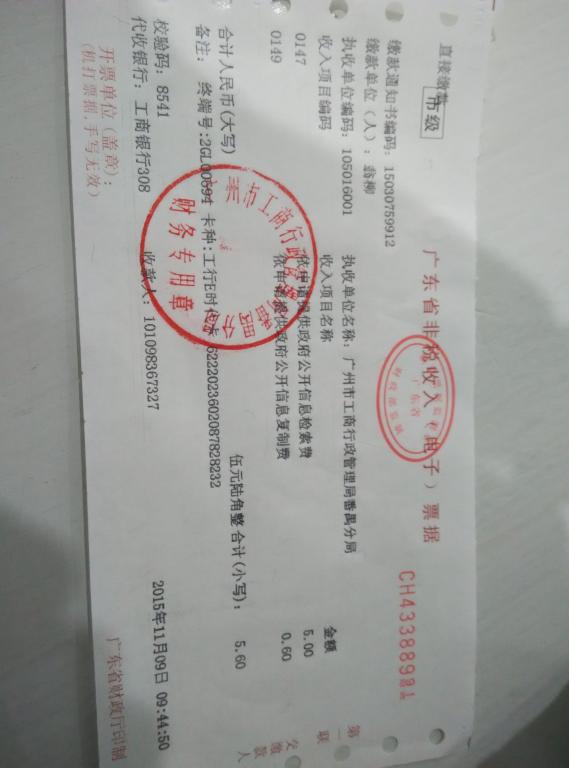 广东省非税收入（电子）票据
CH43388991
直接缴款
市级
缴款通知书编码：15030759912
缴款单位（人）：翁柳
执收单位编码：105016001 执收单位名称：广州市工商行政管理局番禺分局
收入项目编码 收入项目名称 金额
0147 依申请提供政府公开信息检索费 5.00
0149 依申请提供政府公开信息复制费 0.60
合计人民币(大写) 伍元陆角整 合计(小写)： 5.60
备注： 终端号:2GL00594 卡种:工行E时代卡 6222023602087828232
校验码：8541 2015年11月09日 09:44:50
代收银行：工商银行308 收款人：101098367327
开票单位（盖章）：
(机打票据,手写无效)
广东省财政厅印制
第一联
交缴款人
财务专用章